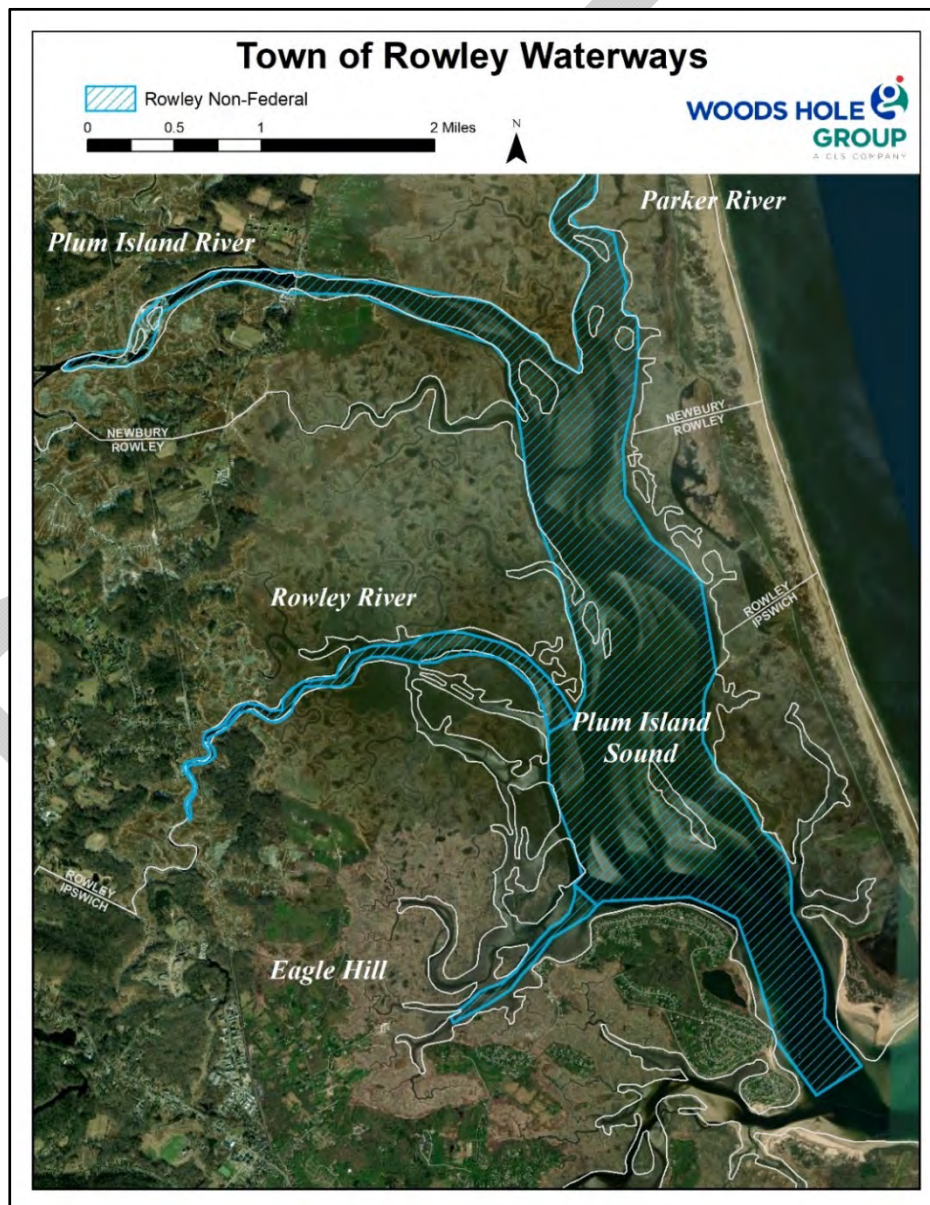 Town of Rowley Waterways
Rowley Non-Federal
0 0.5 1 2 Miles
N
WOODS HOLE
GROUP
A CLS COMPANY
Parker River
Plum Island River
NEWBURY
ROWLEY
NEWBURY
ROWLEY
Rowley River
ROWLEY
IPSWICH
Plum Island
Sound
ROWLEY
IPSWICH
Eagle Hill